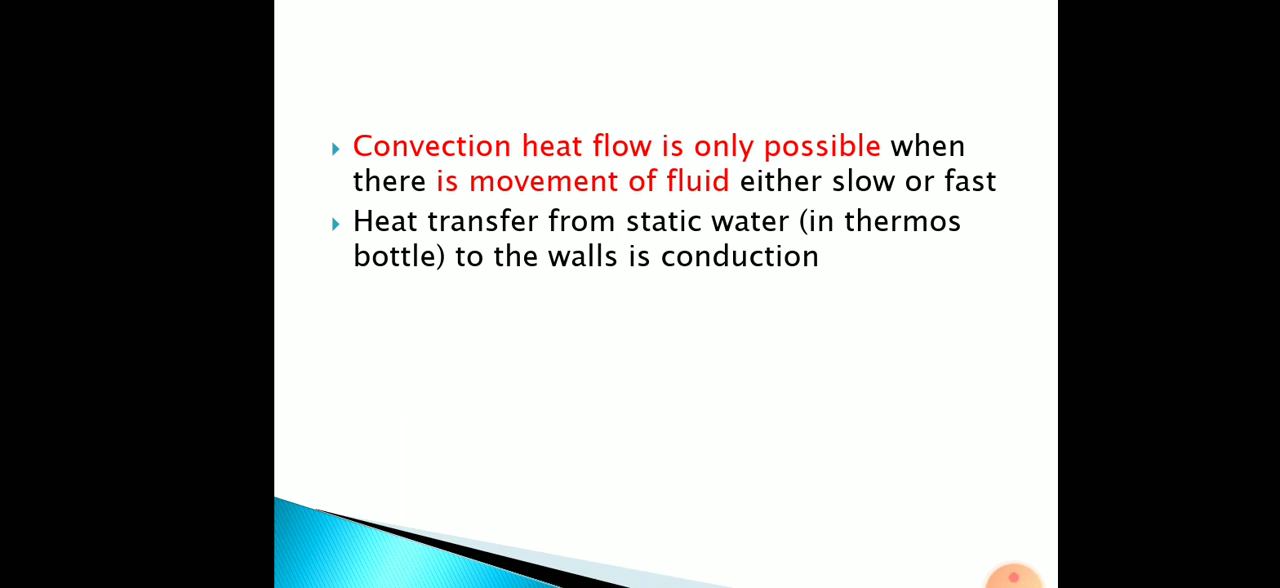 Convection heat flow is only possible when
there is movement of fluid either slow or fast
Heat transfer from static water (in thermos
bottle) to the walls is conduction